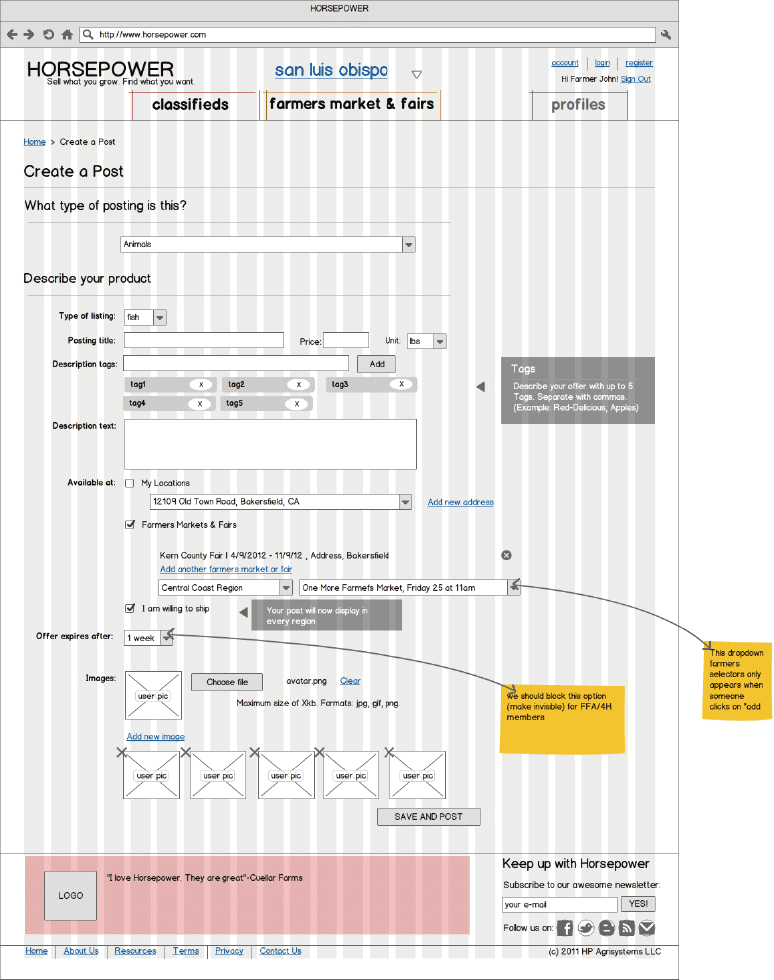 HORSEPOWER
http://www.horsepower.com
HORSEPOWER
Sell what you grow. Find what you want.
san luis obispo
account login register
Hi Farmer John! Sign Out
classifieds farmers market & fairs profiles
Home > Create a Post
Create a Post
What type of posting is this?
Animals
Describe your product
Type of listing: fish
Posting title: Price: Unit: lbs
Description tags: Add
tag1 X tag2 X tag3 X
tag4 X tag5 X
Tags
Describe your offer with up to 5
Tags. Separate with commas.
(Example: Red-Delicious, Apples)
Description text:
Available at: My Locations
12109 Old Town Road, Bakersfield, CA Add new address
Farmers Markets & Fairs
Kern County Fair | 4/9/2012 - 11/9/12 , Address, Bakersfield
Add another farmers market or fair
Central Coast Region One More Farmefs Market, Friday 25 at 11am
I am willing to ship
Your post will now display in
every region
Offer expires after: 1 week
This dropdown
farmers
selectors only
appears when
someone
clicks on "add
Images: user pic Choose file avatar.png Clear
Maximum size of Xkb. Formats: jpg, gif, png.
we should block this option
(make invisible) for FFA/4H
members
Add new image
user pic user pic user pic user pic user pic
SAVE AND POST
LOGO
"I love Horsepower. They are great"-Cuellar Farms
Keep up with Horsepower
Subscribe to our awesome newsletter:
your e-mail YES!
Follow us on:
Home About Us Resources Terms Privacy Contact Us
(c) 2011 HP Agrisystems LLC